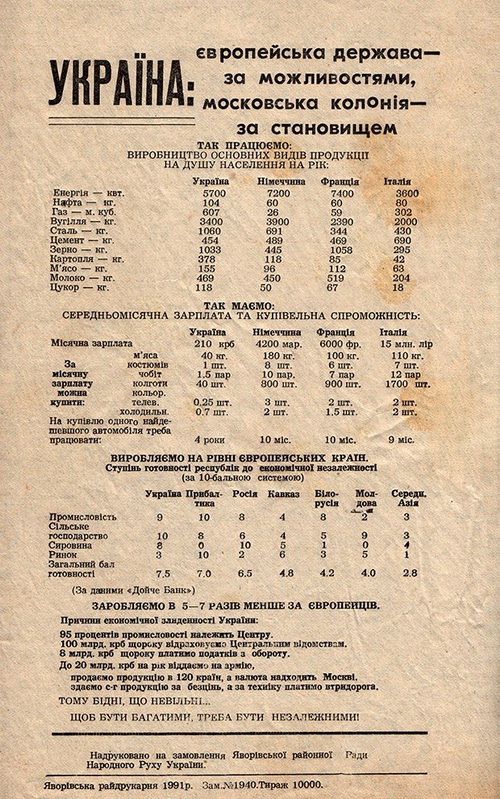 УКРАЇНА:
європейська держава—
за можливостями,
московська колонія—
за становищем
ТАК ПРАЦЮЄМО:
ВИРОБНИЦТВО ОСНОВНИХ ВИДІВ ПРОДУКЦІЇ
НА ДУШУ НАСЕЛЕННЯ НА РІК:
Україна Німеччина Франція Італія
Енергія — квт. 5700 7200 7400 3600
Нафта — кг. 104 60 60 80
Газ — м. куб. 607 26 59 302
Вугілля — кг. 3400 3900 2390 2000
Сталь — кг. 1060 691 344 430
Цемент — кг. 454 489 469 690
Зерно — кг. 1033 445 1058 295
Картопля — кг. 378 118 85 42
М'ясо — кг. 155 96 112 63
Молоко — кг. 469 450 519 204
Цукор — кг. 118 50 67 18
ТАК МАЄМО:
СЕРЕДНЬОМІСЯЧНА ЗАРПЛАТА ТА КУПІВЕЛЬНА СПРОМОЖНІСТЬ:
Україна Німеччина Франція Італія
Місячна зарплата 210 крб 4200 мар. 6000 фр. 15 млн. лір
м'яса 40 кг. 180 кг. 100 кг. 110 кг.
За костюмів 1 шт. 8 шт. 6 шт. 7 шт.
місячну чобіт 1.5 пар 10 пар. 7 пар 12 пар
зарплату колготи 40 шт. 800 шт. 900 шт. 1700 шт.
можна кольор.
купити: телев. 0,25 шт. 3 шт. 2 шт. 2 шт.
холодильн. 0.7 шт. 2 шт. 1.5 шт. 2 шт.
На купівлю одного найде-
шевшого автомобіля треба
працювати: 4 роки 10 міс. 10 міс. 9 міс.
ВИРОБЛЯЄМО НА РІВНІ ЄВРОПЕЙСЬКИХ КРАЇН.
Ступінь готовності республік до економічної незалежності
(за 10-бальною системою)
Україна Прибал- Росія Кавказ Біло- Мол- Середн.
тика русія дова Азія
Промисловість 9 10 8 4 8 2 3
Сільське
господарство 10 8 6 4 5 9 3
Сировина 8 0 10 5 1 0 4
Ринок 3 10 2 6 3 5 1
Загальний бал
готовності 7.5 7.0 6.5 4.8 4.2 4.0 2.8
(За даними «Дойче Банк»)
ЗАРОБЛЯЄМО В 5—7 РАЗІВ МЕНШЕ ЗА ЄВРОПЕЙЦІВ.
Причини економічної злиденності України:
95 процентів промисловості належить Центру.
100 млрд. крб щороку відраховуємо Центральним відомствам.
8 млрд. крб щороку платимо податків з обороту.
До 20 млрд. крб на рік віддаємо на армію,
продаємо продукцію в 120 країн, а валюта надходить Москві,
здаємо с-г продукцію за безцінь, а за техніку платимо втридорога.
ТОМУ БІДНІ, ЩО НЕВІЛЬНІ...
ЩОБ БУТИ БАГАТИМИ, ТРЕБА БУТИ НЕЗАЛЕЖНИМИ!
Надруковано на замовлення Яворівської районної Ради
Народного Руху України.
Яворівська райдрукарня 1991р. Зам.№1940.Тираж 10000.